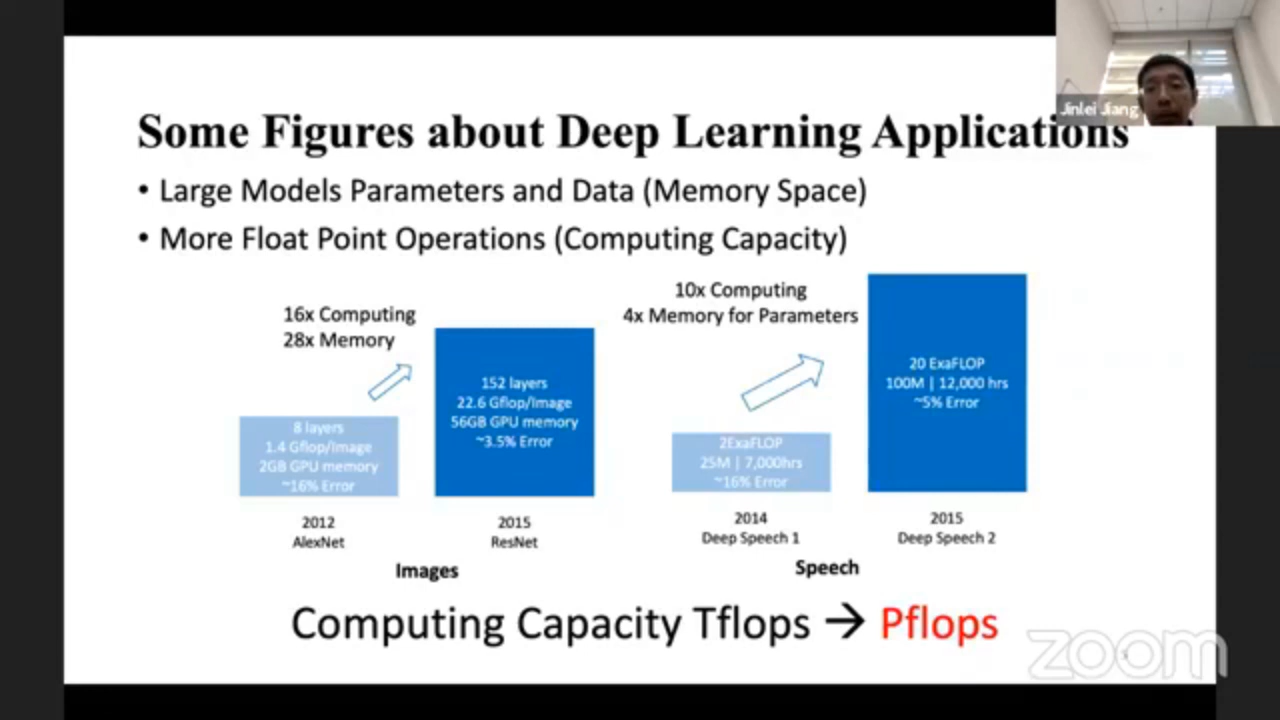 Jinlei Jiang
Some Figures about Deep Learning Applications
• Large Models Parameters and Data (Memory Space)
• More Float Point Operations (Computing Capacity)
16x Computing
28x Memory
8 layers
1.4 Gflop/Image
2GB GPU memory
~16% Error
2012
AlexNet
152 layers
22.6 Gflop/Image
56GB GPU memory
~3.5% Error
2015
ResNet
Images
10x Computing
4x Memory for Parameters
2ExaFLOP
25M | 7,000hrs
~16% Error
2014
Deep Speech 1
20 ExaFLOP
100M | 12,000 hrs
~5% Error
2015
Deep Speech 2
Speech
Computing Capacity Tflops → Pflops
zoom